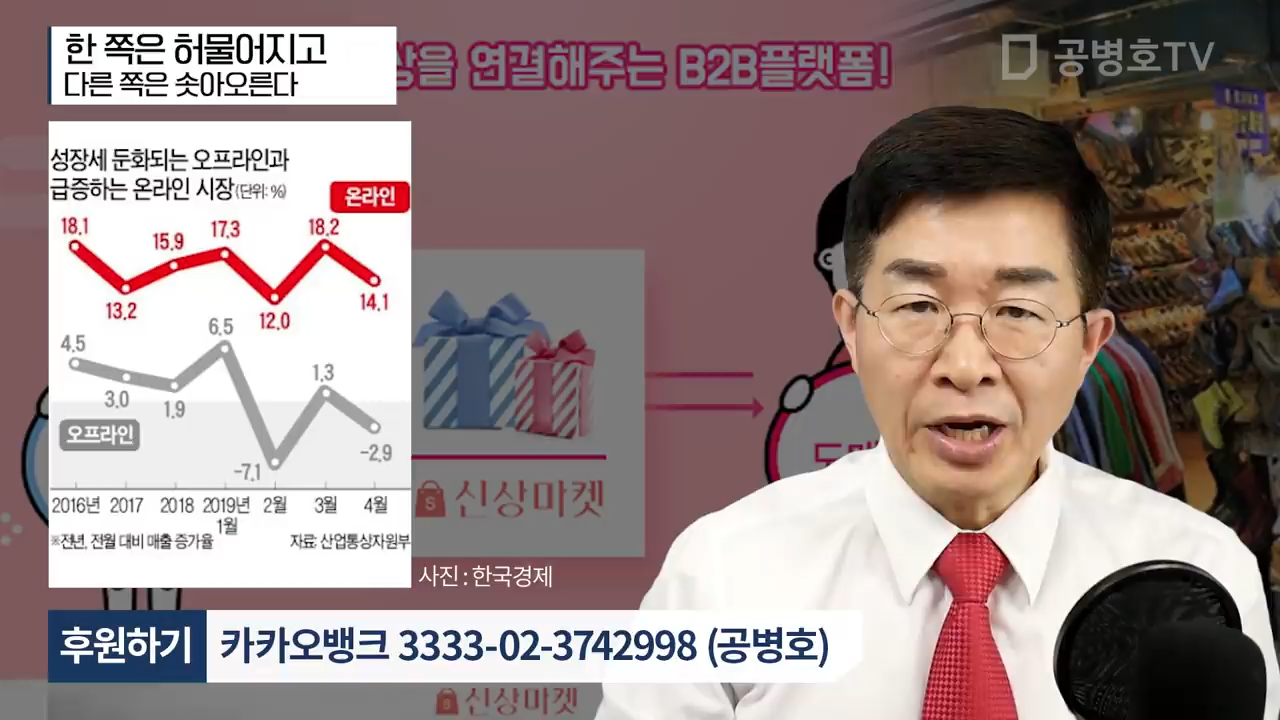 한 쪽은 허물어지고
다른 쪽은 솟아오른다
상을 연결해주는 B2B플랫폼!
공병호TV
성장세 둔화되는 오프라인과
급증하는 온라인 시장(단위: %)
온라인
18.1
13.2
15.9
17.3
12.0
18.2
14.1
4.5
3.0
1.9
6.5
-7.1
1.3
-2.9
오프라인
2016년 2017 2018 2019년 2월 3월 4월
1월
※전년, 전월 대비 매출 증가율 자료: 산업통상자원부
신상마켓
사진 : 한국경제
후원하기 카카오뱅크 3333-02-3742998 (공병호)
신상마켓